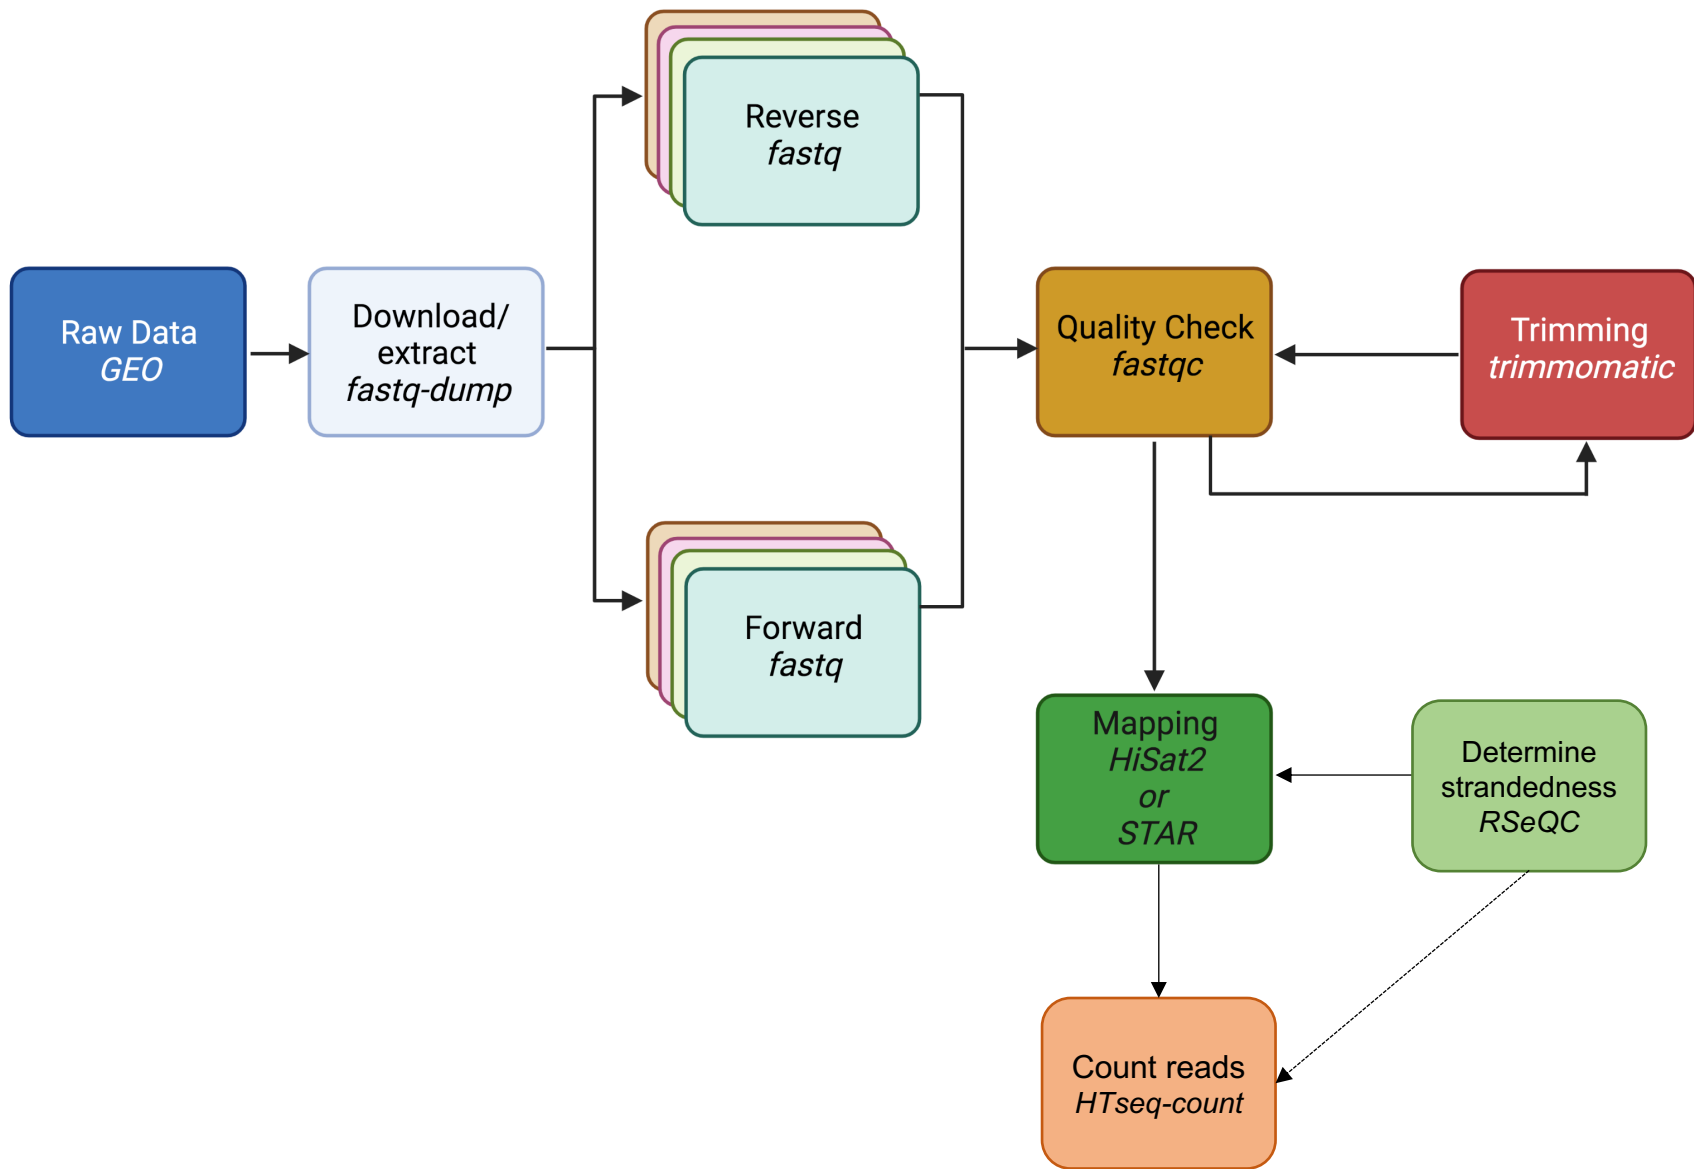 Reverse
fastq
Raw Data
GEO
Download/
extract
fastq-dump
Quality Check
fastqc
Trimming
trimmomatic
Forward
fastq
Mapping
HiSat2
or
STAR
Determine
strandedness
RSeQC
Count reads
HTseq-count